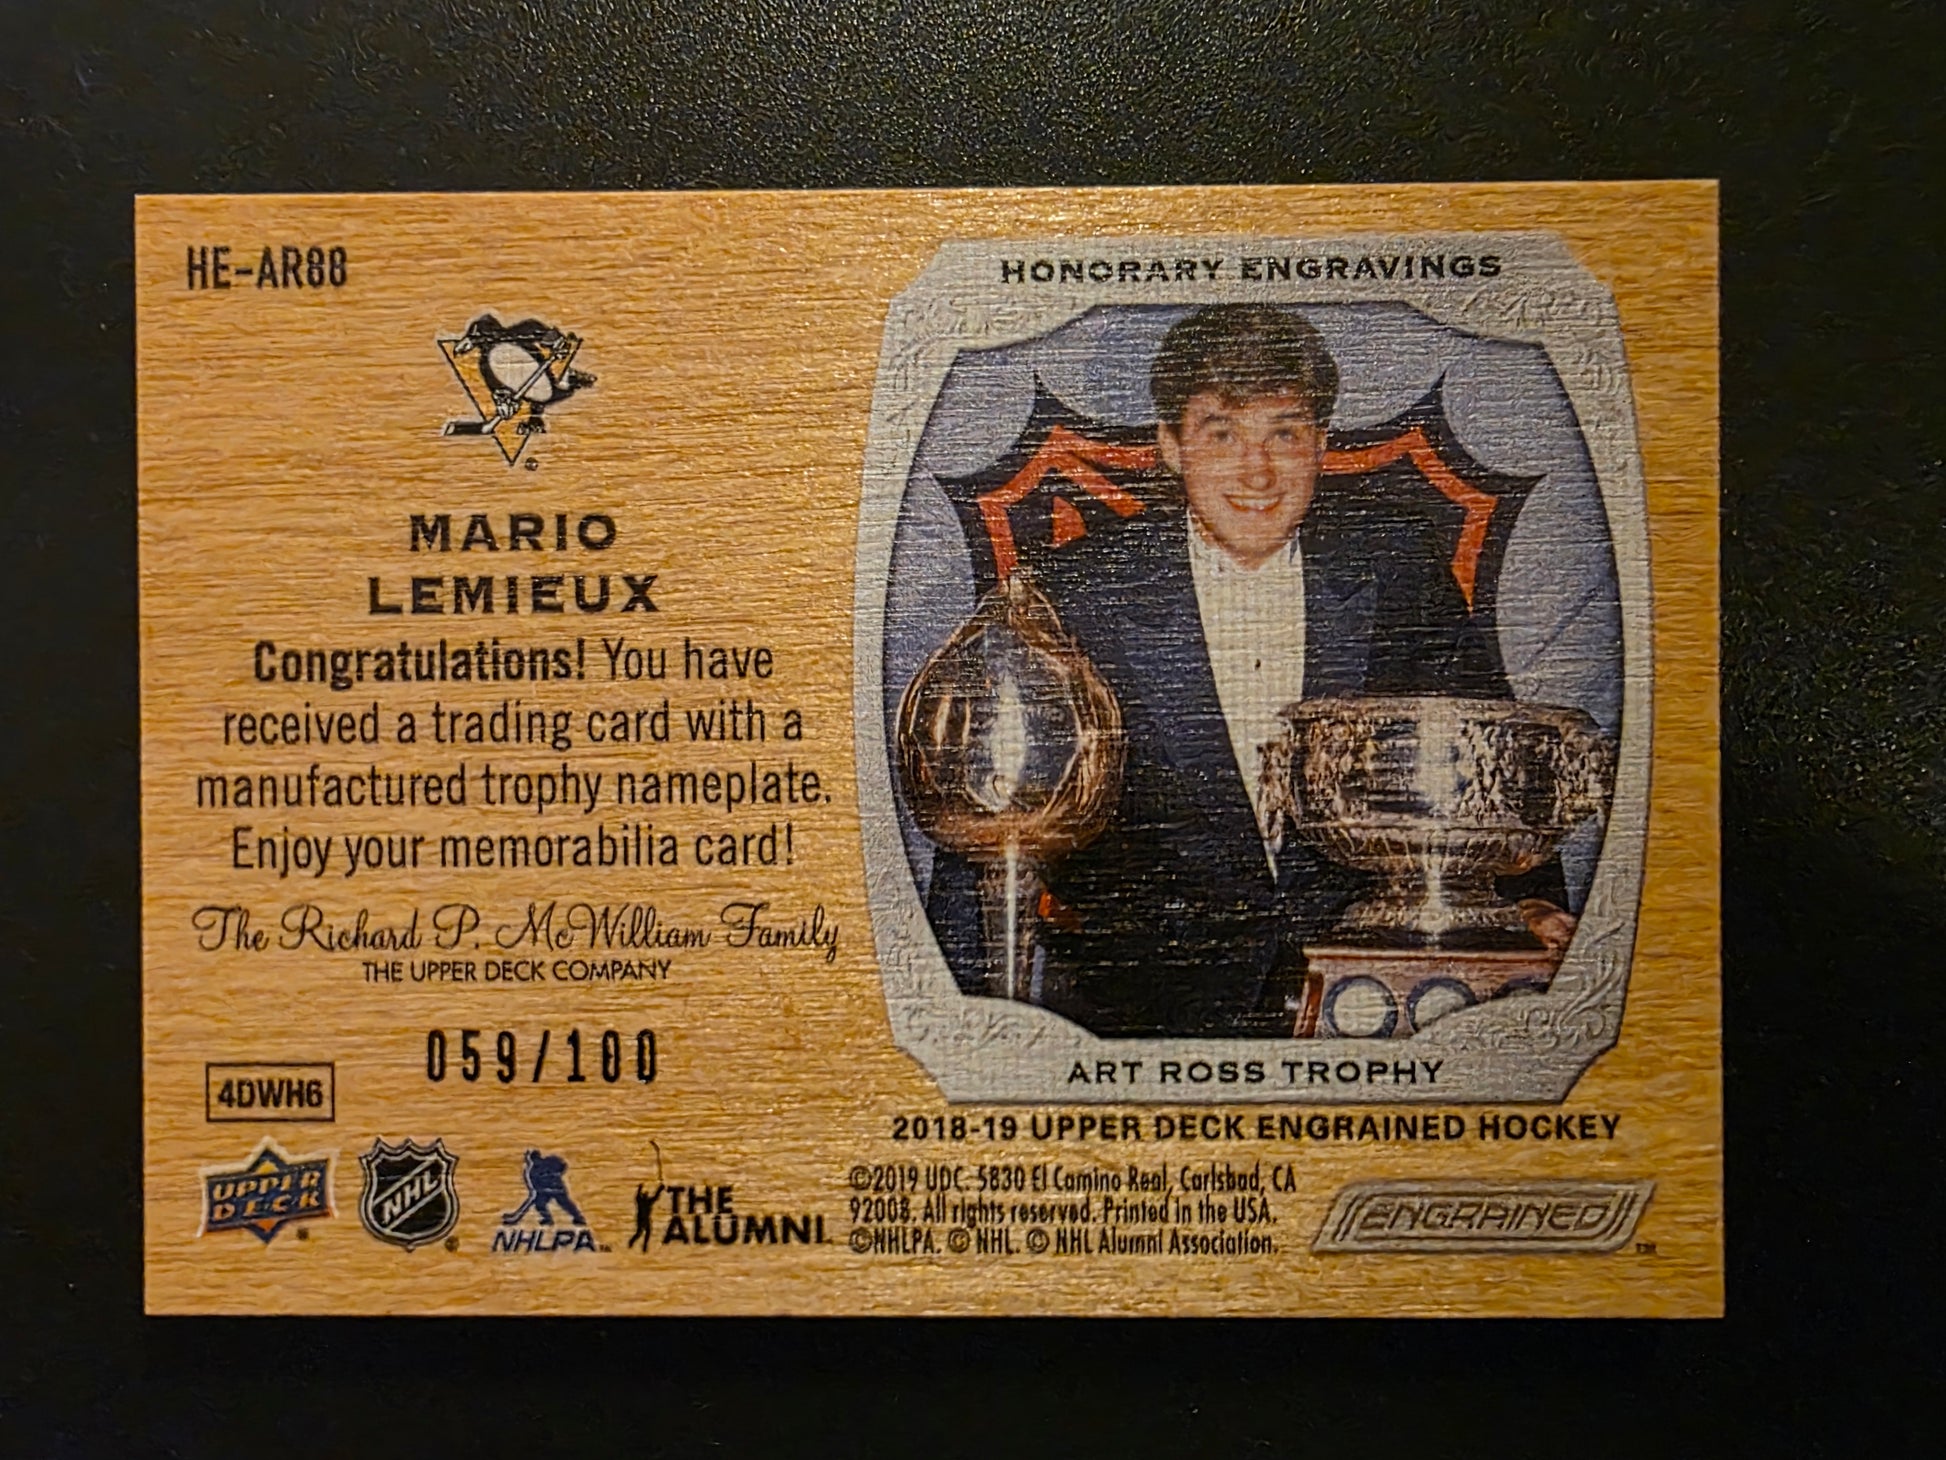 HE-AR88
MARIO
LEMIEUX
Congratulations! You have
received a trading card with a
manufactured trophy nameplate.
Enjoy your memorabilia card!
The Richard P. McWilliam Family
THE UPPER DECK COMPANY
059/100
4DWH6
UPPER
DECK
NHL
NHLPA™
THE
ALUMNI
HONORARY ENGRAVINGS
ART ROSS TROPHY
2018-19 UPPER DECK ENGRAINED HOCKEY
©2019 UDC. 5830 El Camino Real, Carlsbad, CA
92008. All rights reserved. Printed in the USA.
©NHLPA. © NHL. © NHL Alumni Association.
ENGRAINED™